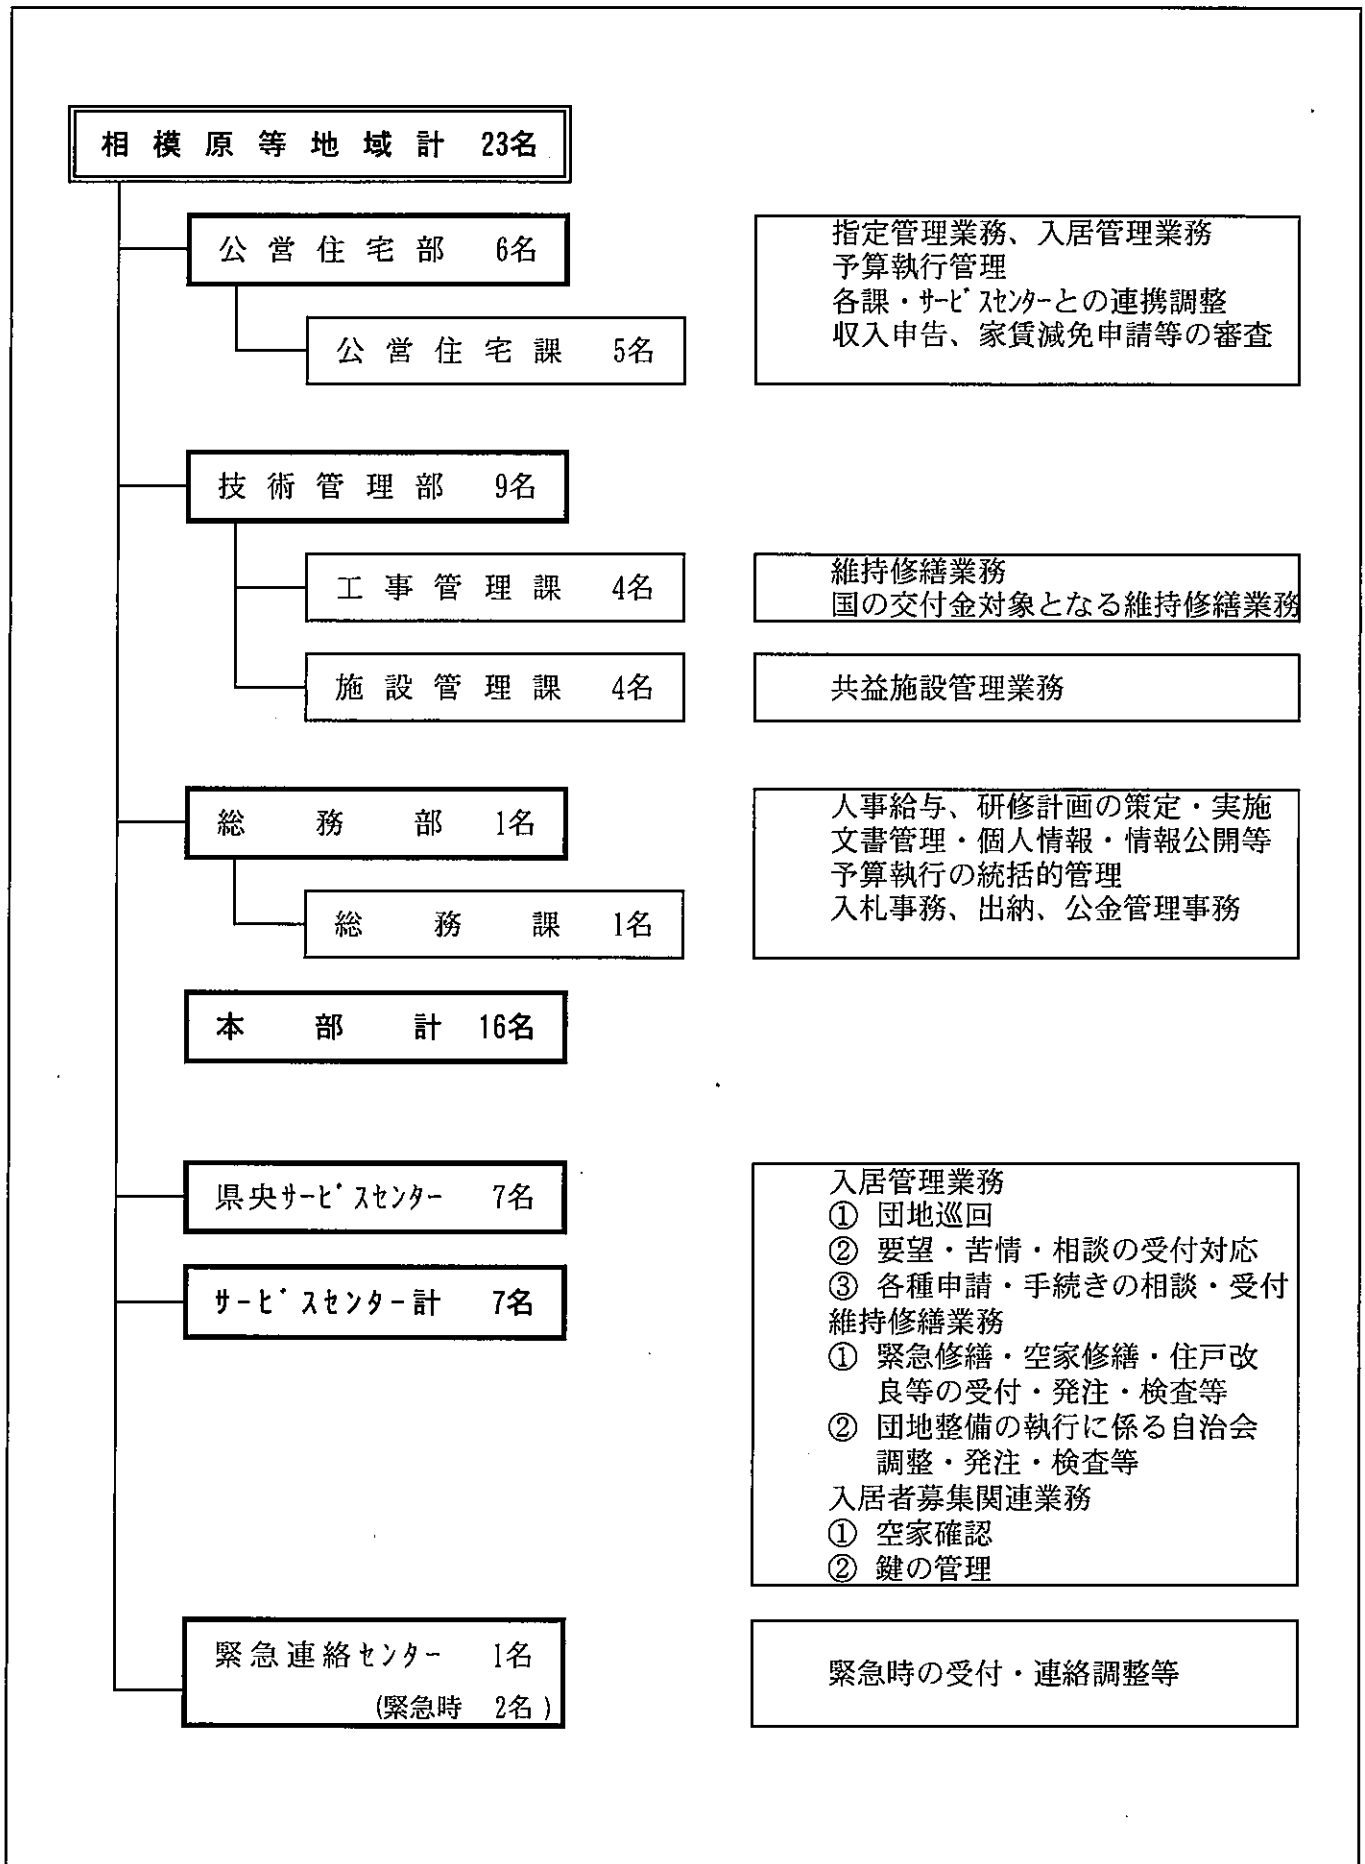 相模原等地域計 23名
公営住宅部 6名
指定管理業務、入居管理業務
予算執行管理
各課・ｻｰﾋﾞｽｾﾝﾀｰとの連携調整
収入申告、家賃減免申請等の審査
公営住宅課 5名
技術管理部 9名
工事管理課 4名
維持修繕業務
国の交付金対象となる維持修繕業務
施設管理課 4名
共益施設管理業務
総務部 1名
人事給与、研修計画の策定・実施
文書管理・個人情報・情報公開等
予算執行の統括的管理
入札事務、出納、公金管理事務
総務課 1名
本部計 16名
県央ｻｰﾋﾞｽｾﾝﾀｰ 7名
ｻｰﾋﾞｽｾﾝﾀｰ計 7名
入居管理業務
① 団地巡回
② 要望・苦情・相談の受付対応
③ 各種申請・手続きの相談・受付
維持修繕業務
① 緊急修繕・空家修繕・住戸改
良等の受付・発注・検査等
② 団地整備の執行に係る自治会
調整・発注・検査等
入居者募集関連業務
① 空家確認
② 鍵の管理
緊急連絡ｾﾝﾀｰ 1名
(緊急時 2名)
緊急時の受付・連絡調整等